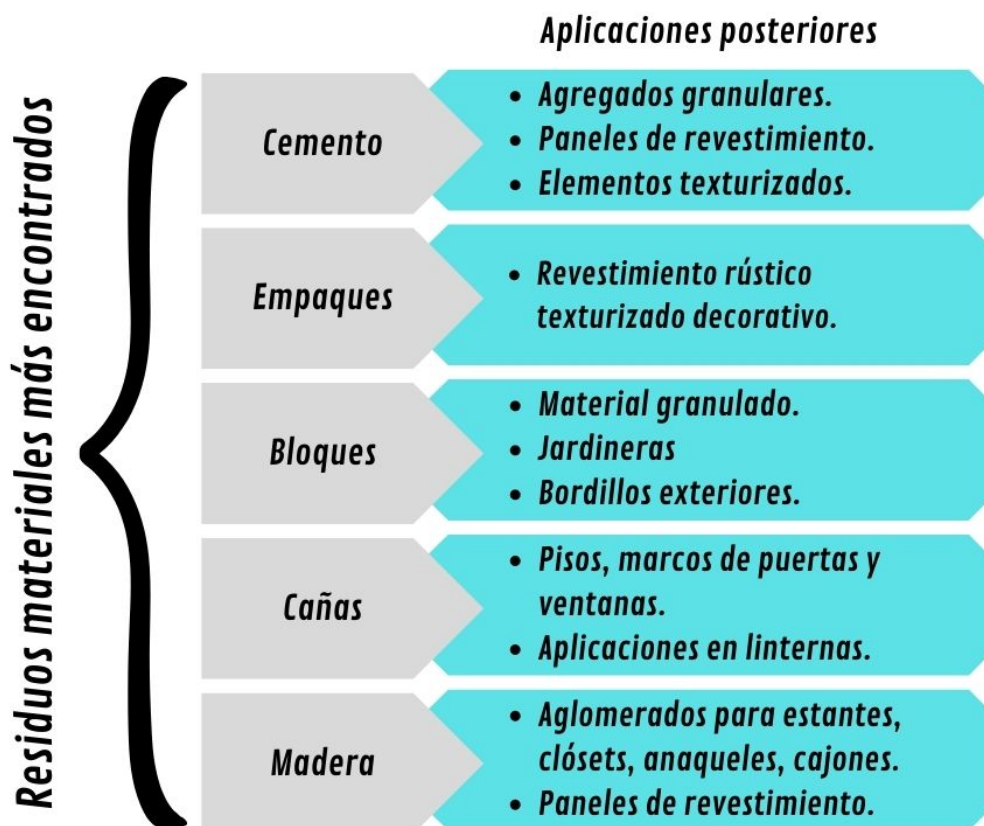 Aplicaciones posteriores
Residuos materiales más encontrados
Cemento
• Agregados granulares.
• Paneles de revestimiento.
• Elementos texturizados.
Empaques
• Revestimiento rústico
texturizado decorativo.
Bloques
• Material granulado.
• Jardineras
• Bordillos exteriores.
Cañas
• Pisos, marcos de puertas y
ventanas.
• Aplicaciones en linternas.
Madera
• Aglomerados para estantes,
clósets, anaqueles, cajones.
• Paneles de revestimiento.